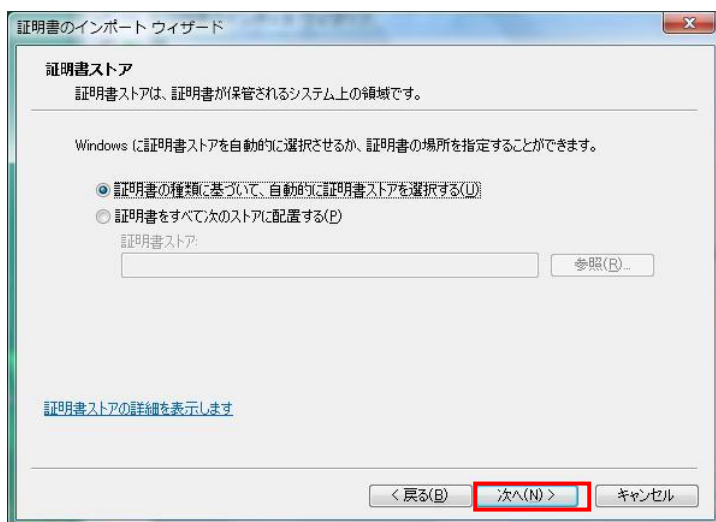 証明書のインポート ウィザード
証明書ストア
証明書ストアは、証明書が保管されるシステム上の領域です。
Windows に証明書ストアを自動的に選択させるか、証明書の場所を指定することができます。
証明書の種類に基づいて、自動的に証明書ストアを選択する(U)
証明書をすべて次のストアに配置する(P)
証明書ストア:
参照(R)...
証明書ストアの詳細を表示します
< 戻る(B)
次へ(N) >
キャンセル